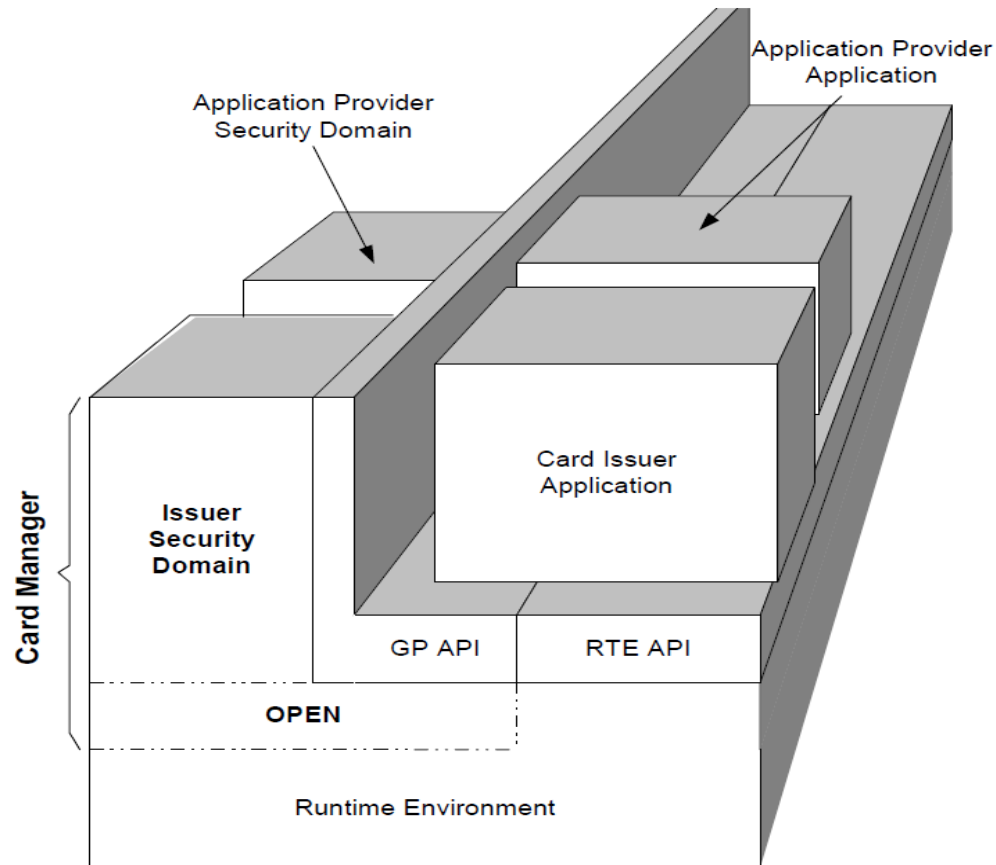 Application Provider
Application
Application Provider
Security Domain
Card Issuer
Application
Issuer
Security
Domain
Card Manager
GP API
RTE API
OPEN
Runtime Environment